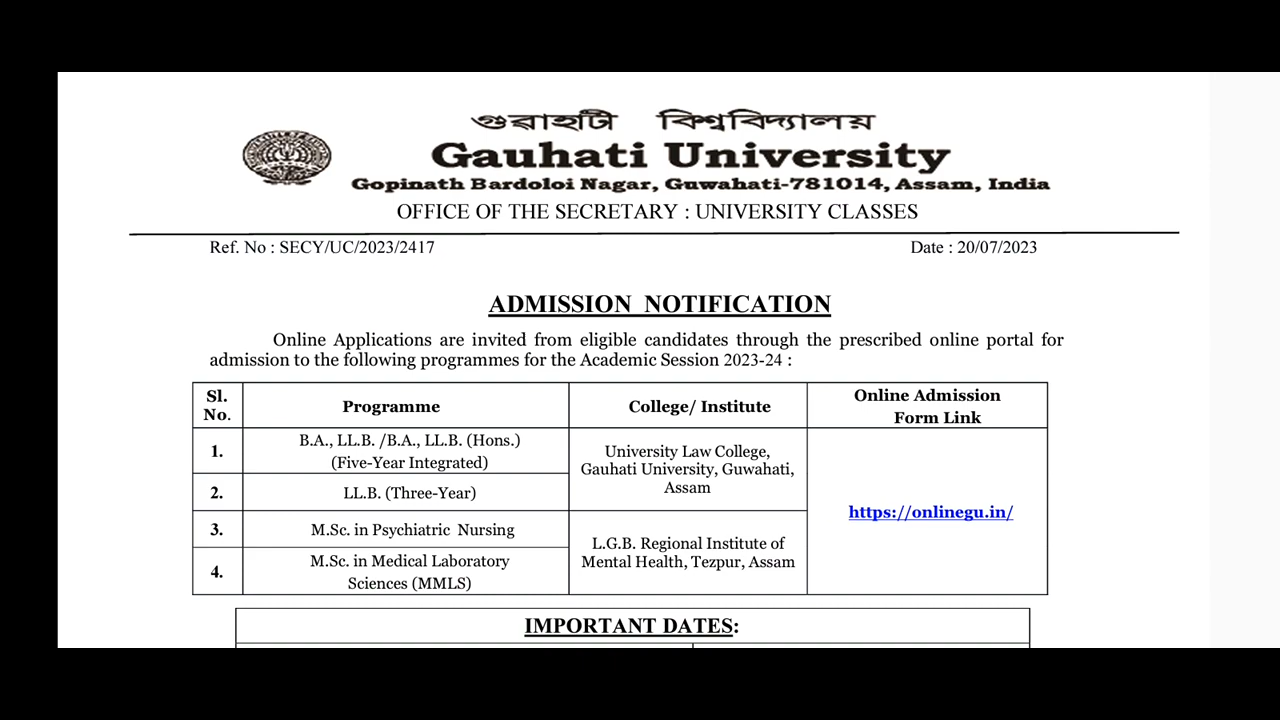 গুৱাহাটী বিশ্ববিদ্যালয়
Gauhati University
Gopinath Bardoloi Nagar, Guwahati-781014, Assam, India
OFFICE OF THE SECRETARY : UNIVERSITY CLASSES
Ref. No : SECY/UC/2023/2417 Date : 20/07/2023
ADMISSION NOTIFICATION
Online Applications are invited from eligible candidates through the prescribed online portal for
admission to the following programmes for the Academic Session 2023-24 :
Sl.
No.
Programme
College/ Institute
Online Admission
Form Link
1.
B.A., LL.B. /B.A., LL.B. (Hons.)
(Five-Year Integrated)
University Law College,
Gauhati University, Guwahati,
Assam
https://onlinegu.in/
2.
LL.B. (Three-Year)
3.
M.Sc. in Psychiatric Nursing
L.G.B. Regional Institute of
Mental Health, Tezpur, Assam
4.
M.Sc. in Medical Laboratory
Sciences (MMLS)
IMPORTANT DATES: